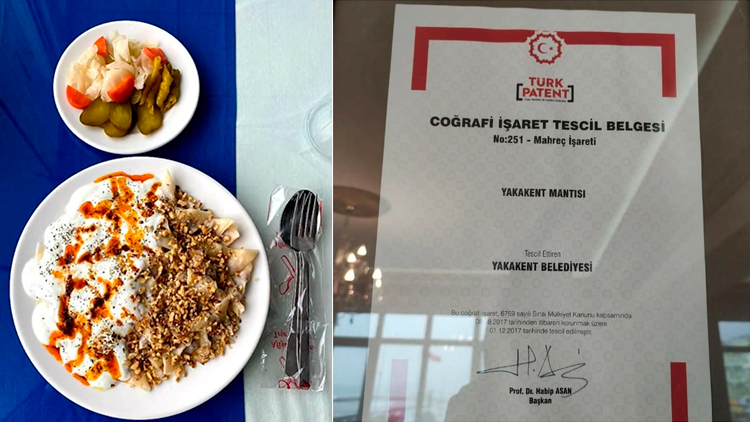 TÜRK
PATENT
COĞRAFİ İŞARET TESCİL BELGESİ
No:251 - Mahreç İşareti
YAKAKENT MANTISI
Tescil Ettiren
YAKAKENT BELEDİYESİ
Bu coğrafi işaret, 6769 sayılı Sınai Mülkiyet Kanunu kapsamında
.8.2017 tarihinden itibaren korunmak üzere
01.12.2017 tarihinde tescil edilmiştir.
Prof. Dr. Habip ASAN
Başkan